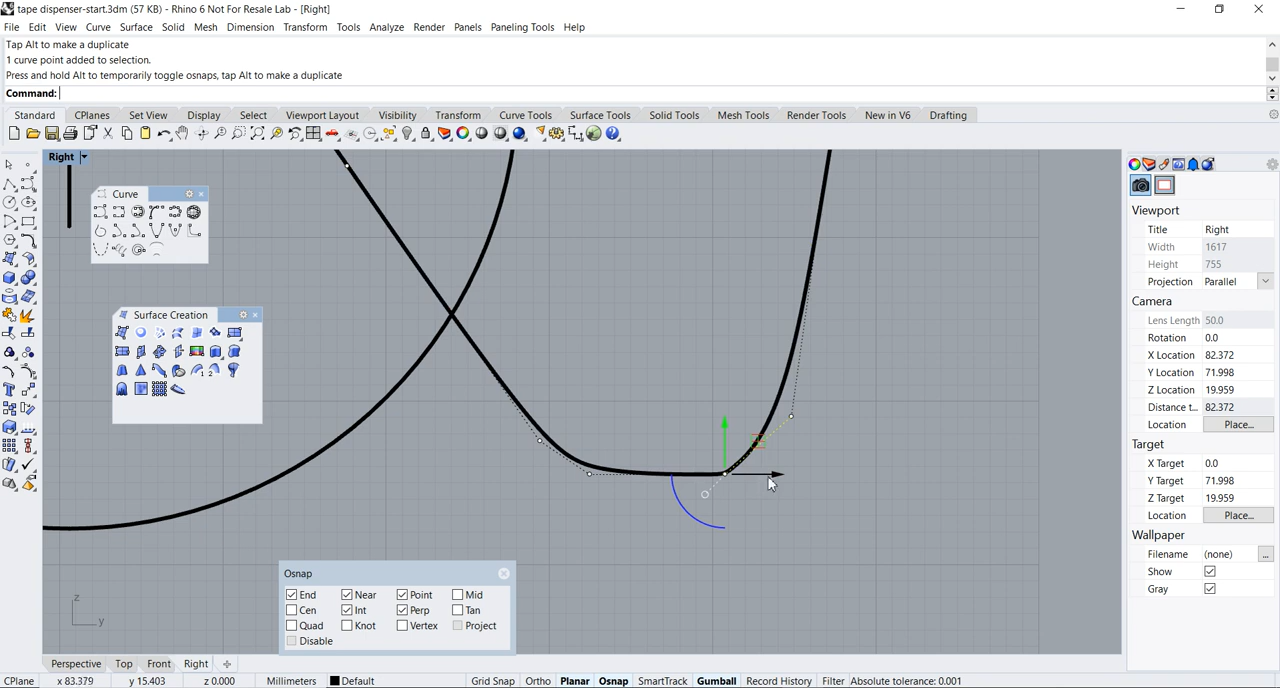 tape dispenser-start.3dm (57 KB) - Rhino 6 Not For Resale Lab - [Right]
File Edit View Curve Surface Solid Mesh Dimension Transform Tools Analyze Render Panels Paneling Tools Help
Tap Alt to make a duplicate
1 curve point added to selection.
Press and hold Alt to temporarily toggle osnaps, tap Alt to make a duplicate
Command:
Standard CPlanes Set View Display Select Viewport Layout Visibility Transform Curve Tools Surface Tools Solid Tools Mesh Tools Render Tools New in V6 Drafting
Right
Curve
Surface Creation
1 2
Viewport
Title Right
Width 1617
Height 755
Projection Parallel
Camera
Lens Length 50.0
Rotation 0.0
X Location 82.372
Y Location 71.998
Z Location 19.959
Distance t... 82.372
Location Place...
Target
X Target 0.0
Y Target 71.998
Z Target 19.959
Location Place...
Wallpaper
Filename (none) ...
Show
Gray
Osnap
End Near Point Mid
Cen Int Perp Tan
Quad Knot Vertex Project
Disable
z
y
Perspective Top Front Right
CPlane x 83.379 y 15.403 z 0.000 Millimeters Default Grid Snap Ortho Planar Osnap SmartTrack Gumball Record History Filter Absolute tolerance: 0.001